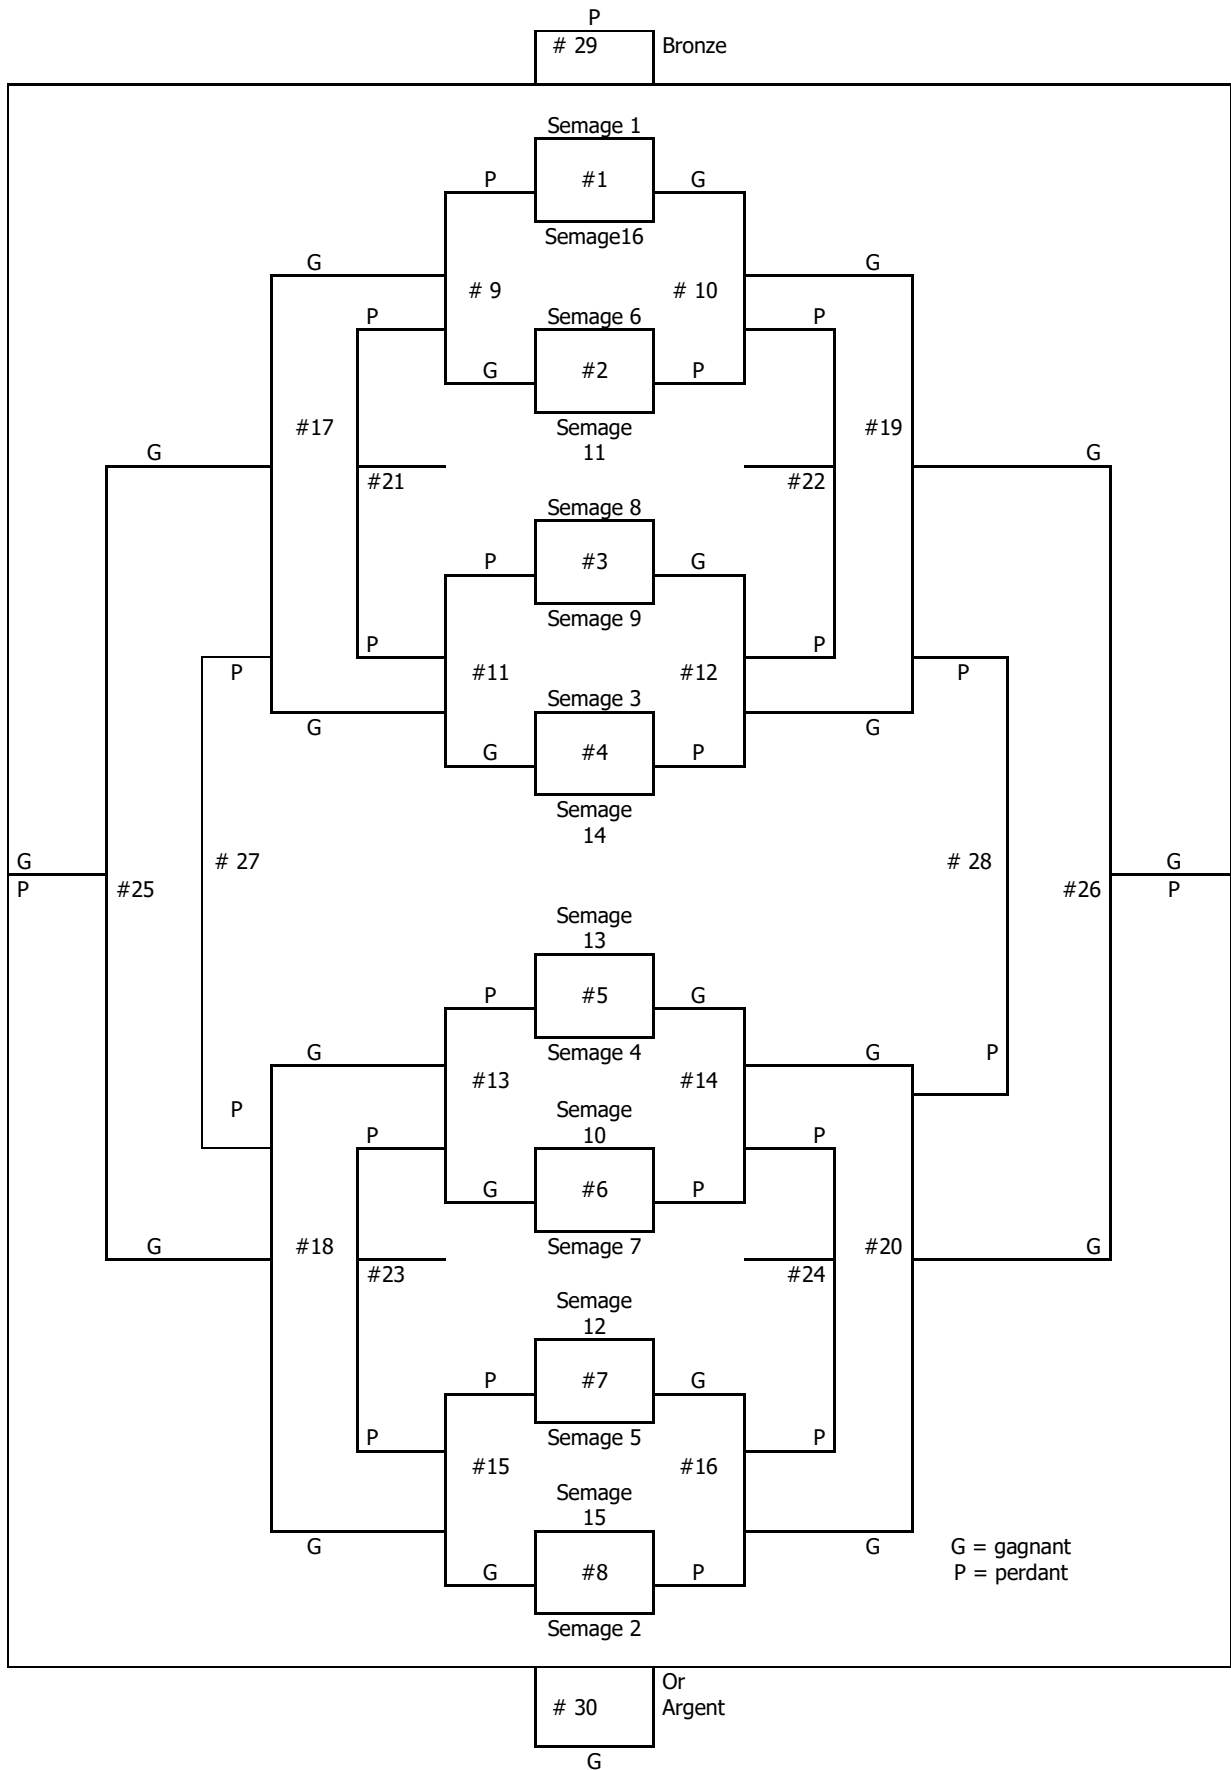 P
# 29 Bronze
Semage 1
P #1 G
Semage16
G G
# 9 # 10
P Semage 6 P
G #2 P
#17 Semage #19
11
G G
#21 #22
Semage 8
P #3 G
Semage 9
P P
P #11 #12 P
Semage 3
G G
G #4 P
Semage
14
G # 27 # 28 G
P #25 #26 P
Semage
13
P #5 G
G Semage 4 G P
#13 #14
P Semage P
10
P P
G #6 P
G #18 Semage 7 #20 G
#23 #24
Semage
12
P #7 G
P Semage 5 P
#15 #16
Semage
15
G G G = gagnant
G #8 P P = perdant
Semage 2
Or
# 30 Argent
G